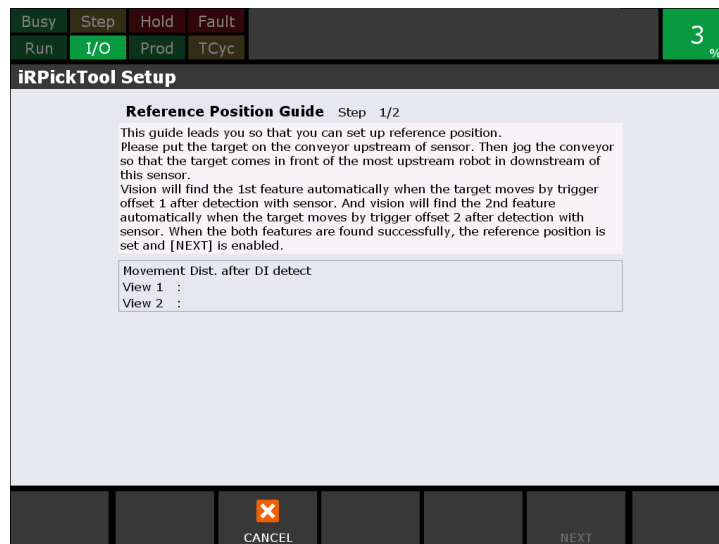 Busy Step Hold Fault
Run I/O Prod TCyc
3 %
iRPickTool Setup
Reference Position Guide Step 1/2
This guide leads you so that you can set up reference position.
Please put the target on the conveyor upstream of sensor. Then jog the conveyor
so that the target comes in front of the most upstream robot in downstream of
this sensor.
Vision will find the 1st feature automatically when the target moves by trigger
offset 1 after detection with sensor. And vision will find the 2nd feature
automatically when the target moves by trigger offset 2 after detection with
sensor. When the both features are found successfully, the reference position is
set and [NEXT] is enabled.
Movement Dist. after DI detect
View 1 :
View 2 :
CANCEL NEXT